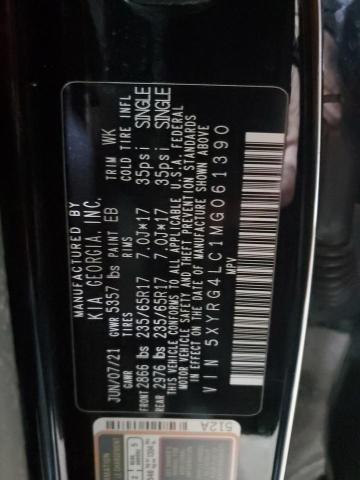 MANUFACTURED BY
KIA GEORGIA, INC.
JUN/07/21 GVWR 5357 lbs PAINT EB TRIM WK
GAWR TIRES RIMS COLD TIRE INFL
FRONT 2866 lbs 235/65R17 7.0J×17 35psi SINGLE
REAR 2976 lbs 235/65R17 7.0J×17 35psi SINGLE
THIS VEHICLE CONFORMS TO ALL APPLICABLE U.S.A. FEDERAL
MOTOR VEHICLE SAFETY AND THEFT PREVENTION STANDARDS
IN EFFECT ON THE DATE OF MANUFACTURE SHOWN ABOVE
VIN 5XYRG4LC1MG061390
MPV
512A